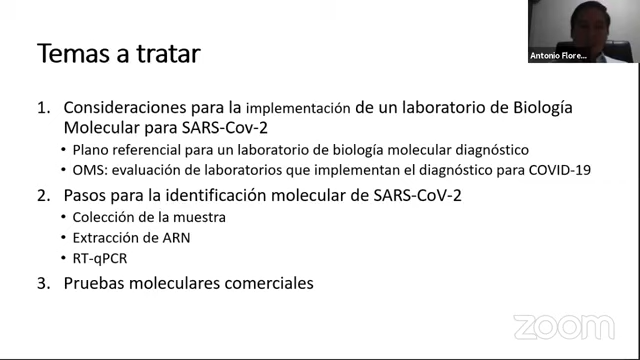 Antonio Flore...
Temas a tratar
1. Consideraciones para la implementación de un laboratorio de Biología
Molecular para SARS-Cov-2
• Plano referencial para un laboratorio de biología molecular diagnóstico
• OMS: evaluación de laboratorios que implementan el diagnóstico para COVID-19
2. Pasos para la identificación molecular de SARS-CoV-2
• Colección de la muestra
• Extracción de ARN
• RT-qPCR
3. Pruebas moleculares comerciales
zoom